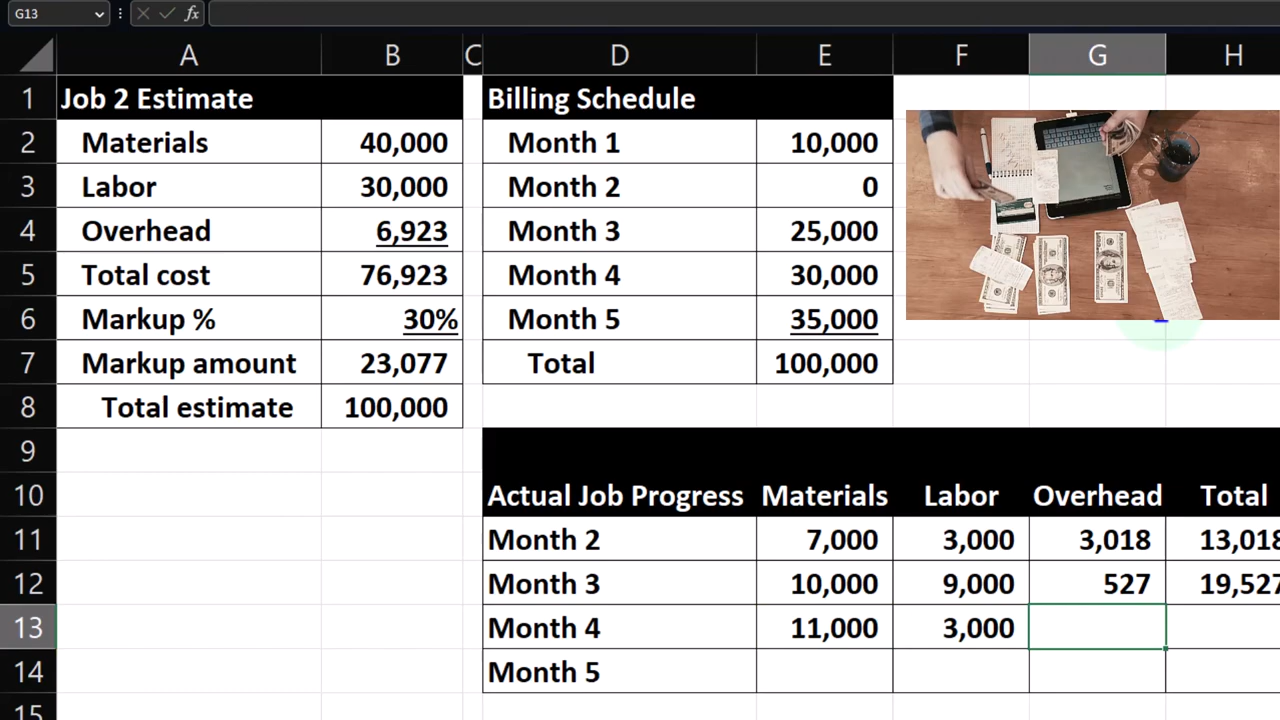 G13
fx
A B C D E F G H
1 Job 2 Estimate Billing Schedule
2 Materials 40,000 Month 1 10,000
3 Labor 30,000 Month 2 0
4 Overhead 6,923 Month 3 25,000
5 Total cost 76,923 Month 4 30,000
6 Markup % 30% Month 5 35,000
7 Markup amount 23,077 Total 100,000
8 Total estimate 100,000
9
10 Actual Job Progress Materials Labor Overhead Total
11 Month 2 7,000 3,000 3,018 13,018
12 Month 3 10,000 9,000 527 19,527
13 Month 4 11,000 3,000
14 Month 5
15